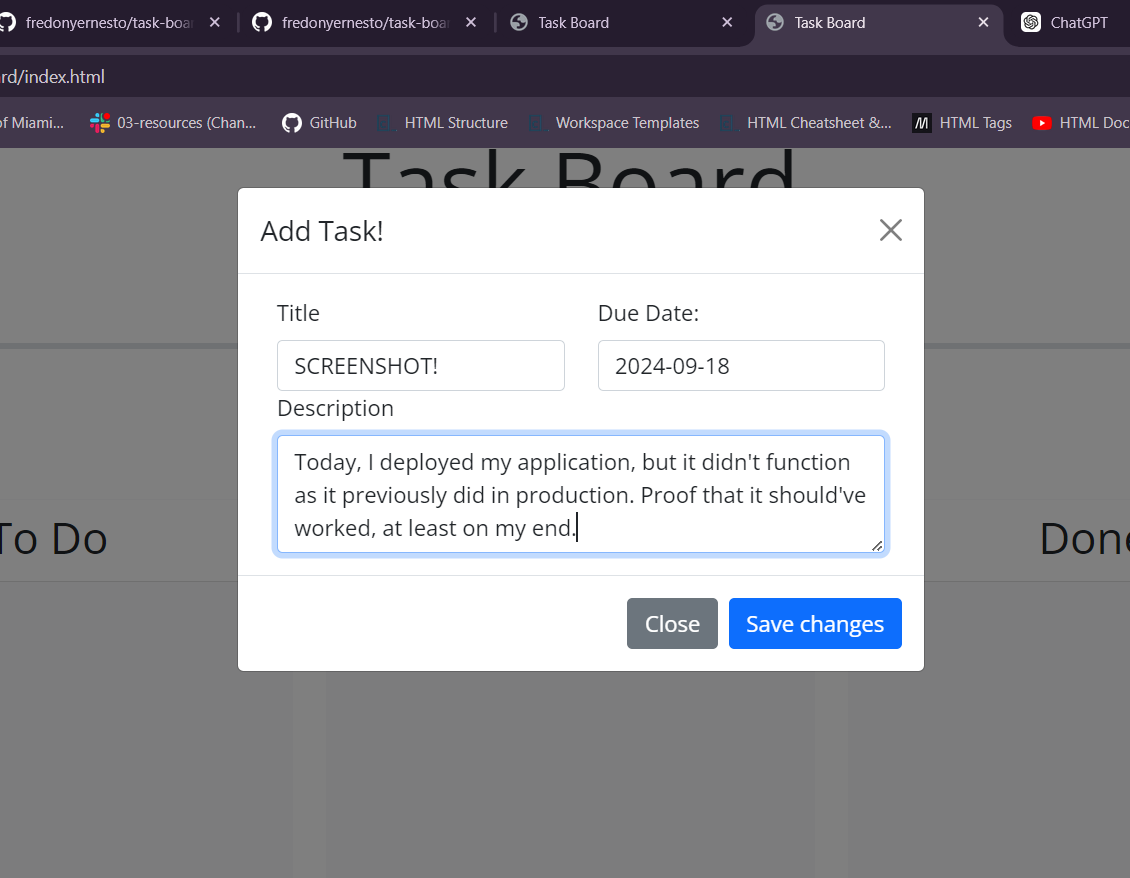 fredonyernesto/task-boa
fredonyernesto/task-boa
Task Board
Task Board
ChatGPT
rd/index.html
of Miami...
03-resources (Chan...
GitHub
HTML Structure
Workspace Templates
HTML Cheatsheet &...
HTML Tags
HTML Doc
Task Board
Add Task!
Title
Due Date:
SCREENSHOT!
2024-09-18
Description
Today, I deployed my application, but it didn't function
as it previously did in production. Proof that it should've
worked, at least on my end.
To Do
Done
Close
Save changes